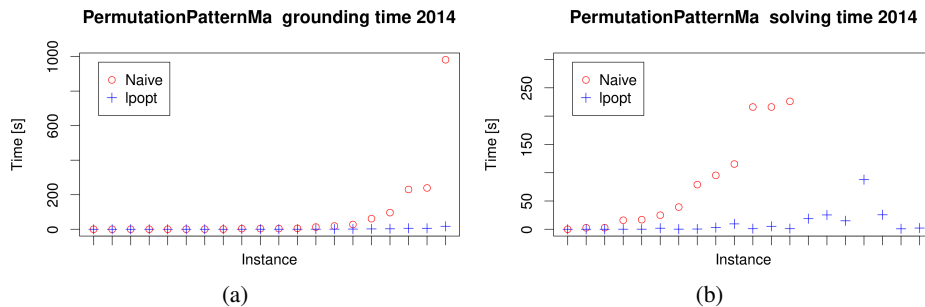 PermutationPatternMa grounding time 2014
Time [s]
1000
600
200
0
Naive
lpopt
Instance
(a)
PermutationPatternMa solving time 2014
Time [s]
250
150
50
0
Naive
lpopt
Instance
(b)